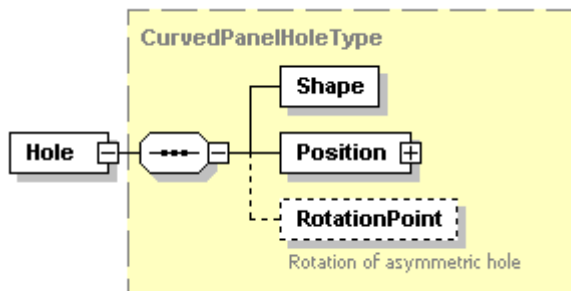 CurvedPanelHoleType
Shape
Hole
Position
RotationPoint
Rotation of asymmetric hole